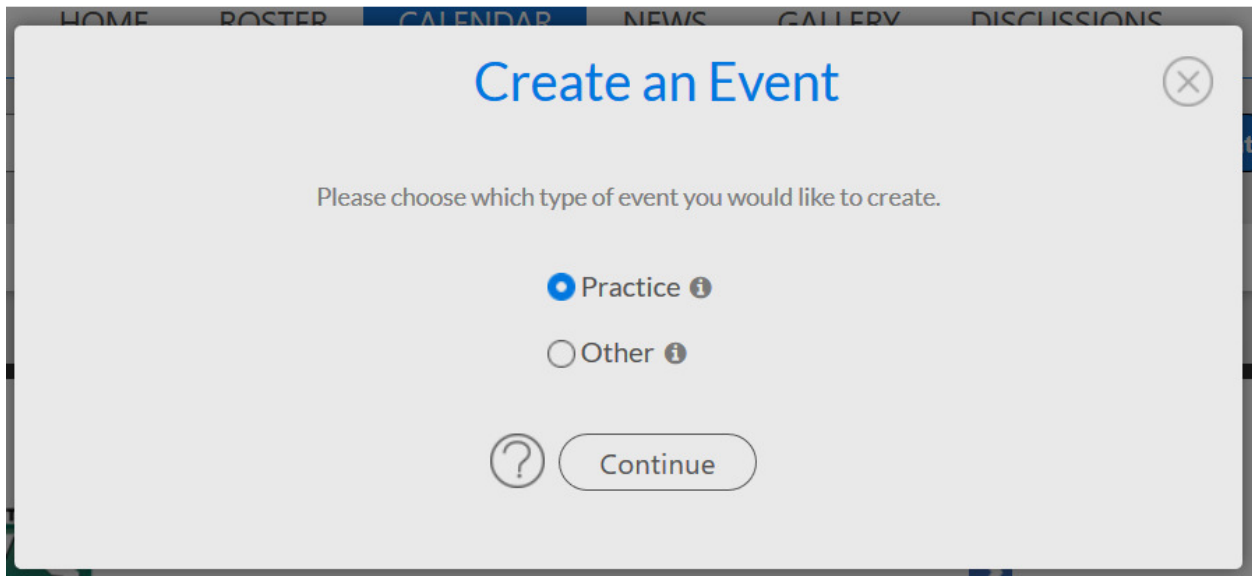 HOME ROSTER CALENDAR NEWS GALLERY DISCUSSIONS
Create an Event
Please choose which type of event you would like to create.
Practice
Other
Continue